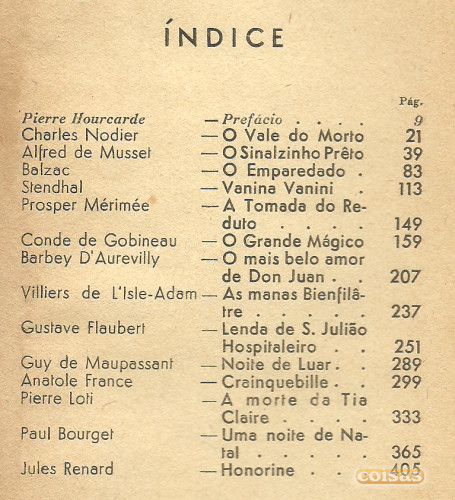 ÍNDICE
Pág.
Pierre Hourcarde — Prefácio . . . . 9
Charles Nodier — O Vale do Morto 21
Alfred de Musset — O Sinalzinho Prêto 39
Balzac — O Emparedado . 83
Stendhal — Vanina Vanini . 113
Prosper Mérimée — A Tomada do Re-
duto . . . . 149
Conde de Gobineau — O Grande Mágico 159
Barbey D'Aurevilly — O mais belo amor
de Don Juan . . 207
Villiers de L'Isle-Adam — As manas Bienfilâ-
tre . . . . . 237
Gustave Flaubert — Lenda de S. Julião
Hospitaleiro . . 251
Guy de Maupassant — Noite de Luar . . 289
Anatole France — Crainquebille . . 299
Pierre Loti — A morte da Tia
Claire . . . . 333
Paul Bourget — Uma noite de Na-
tal . . . . . 365
Jules Renard — Honorine . . . 405
coisas